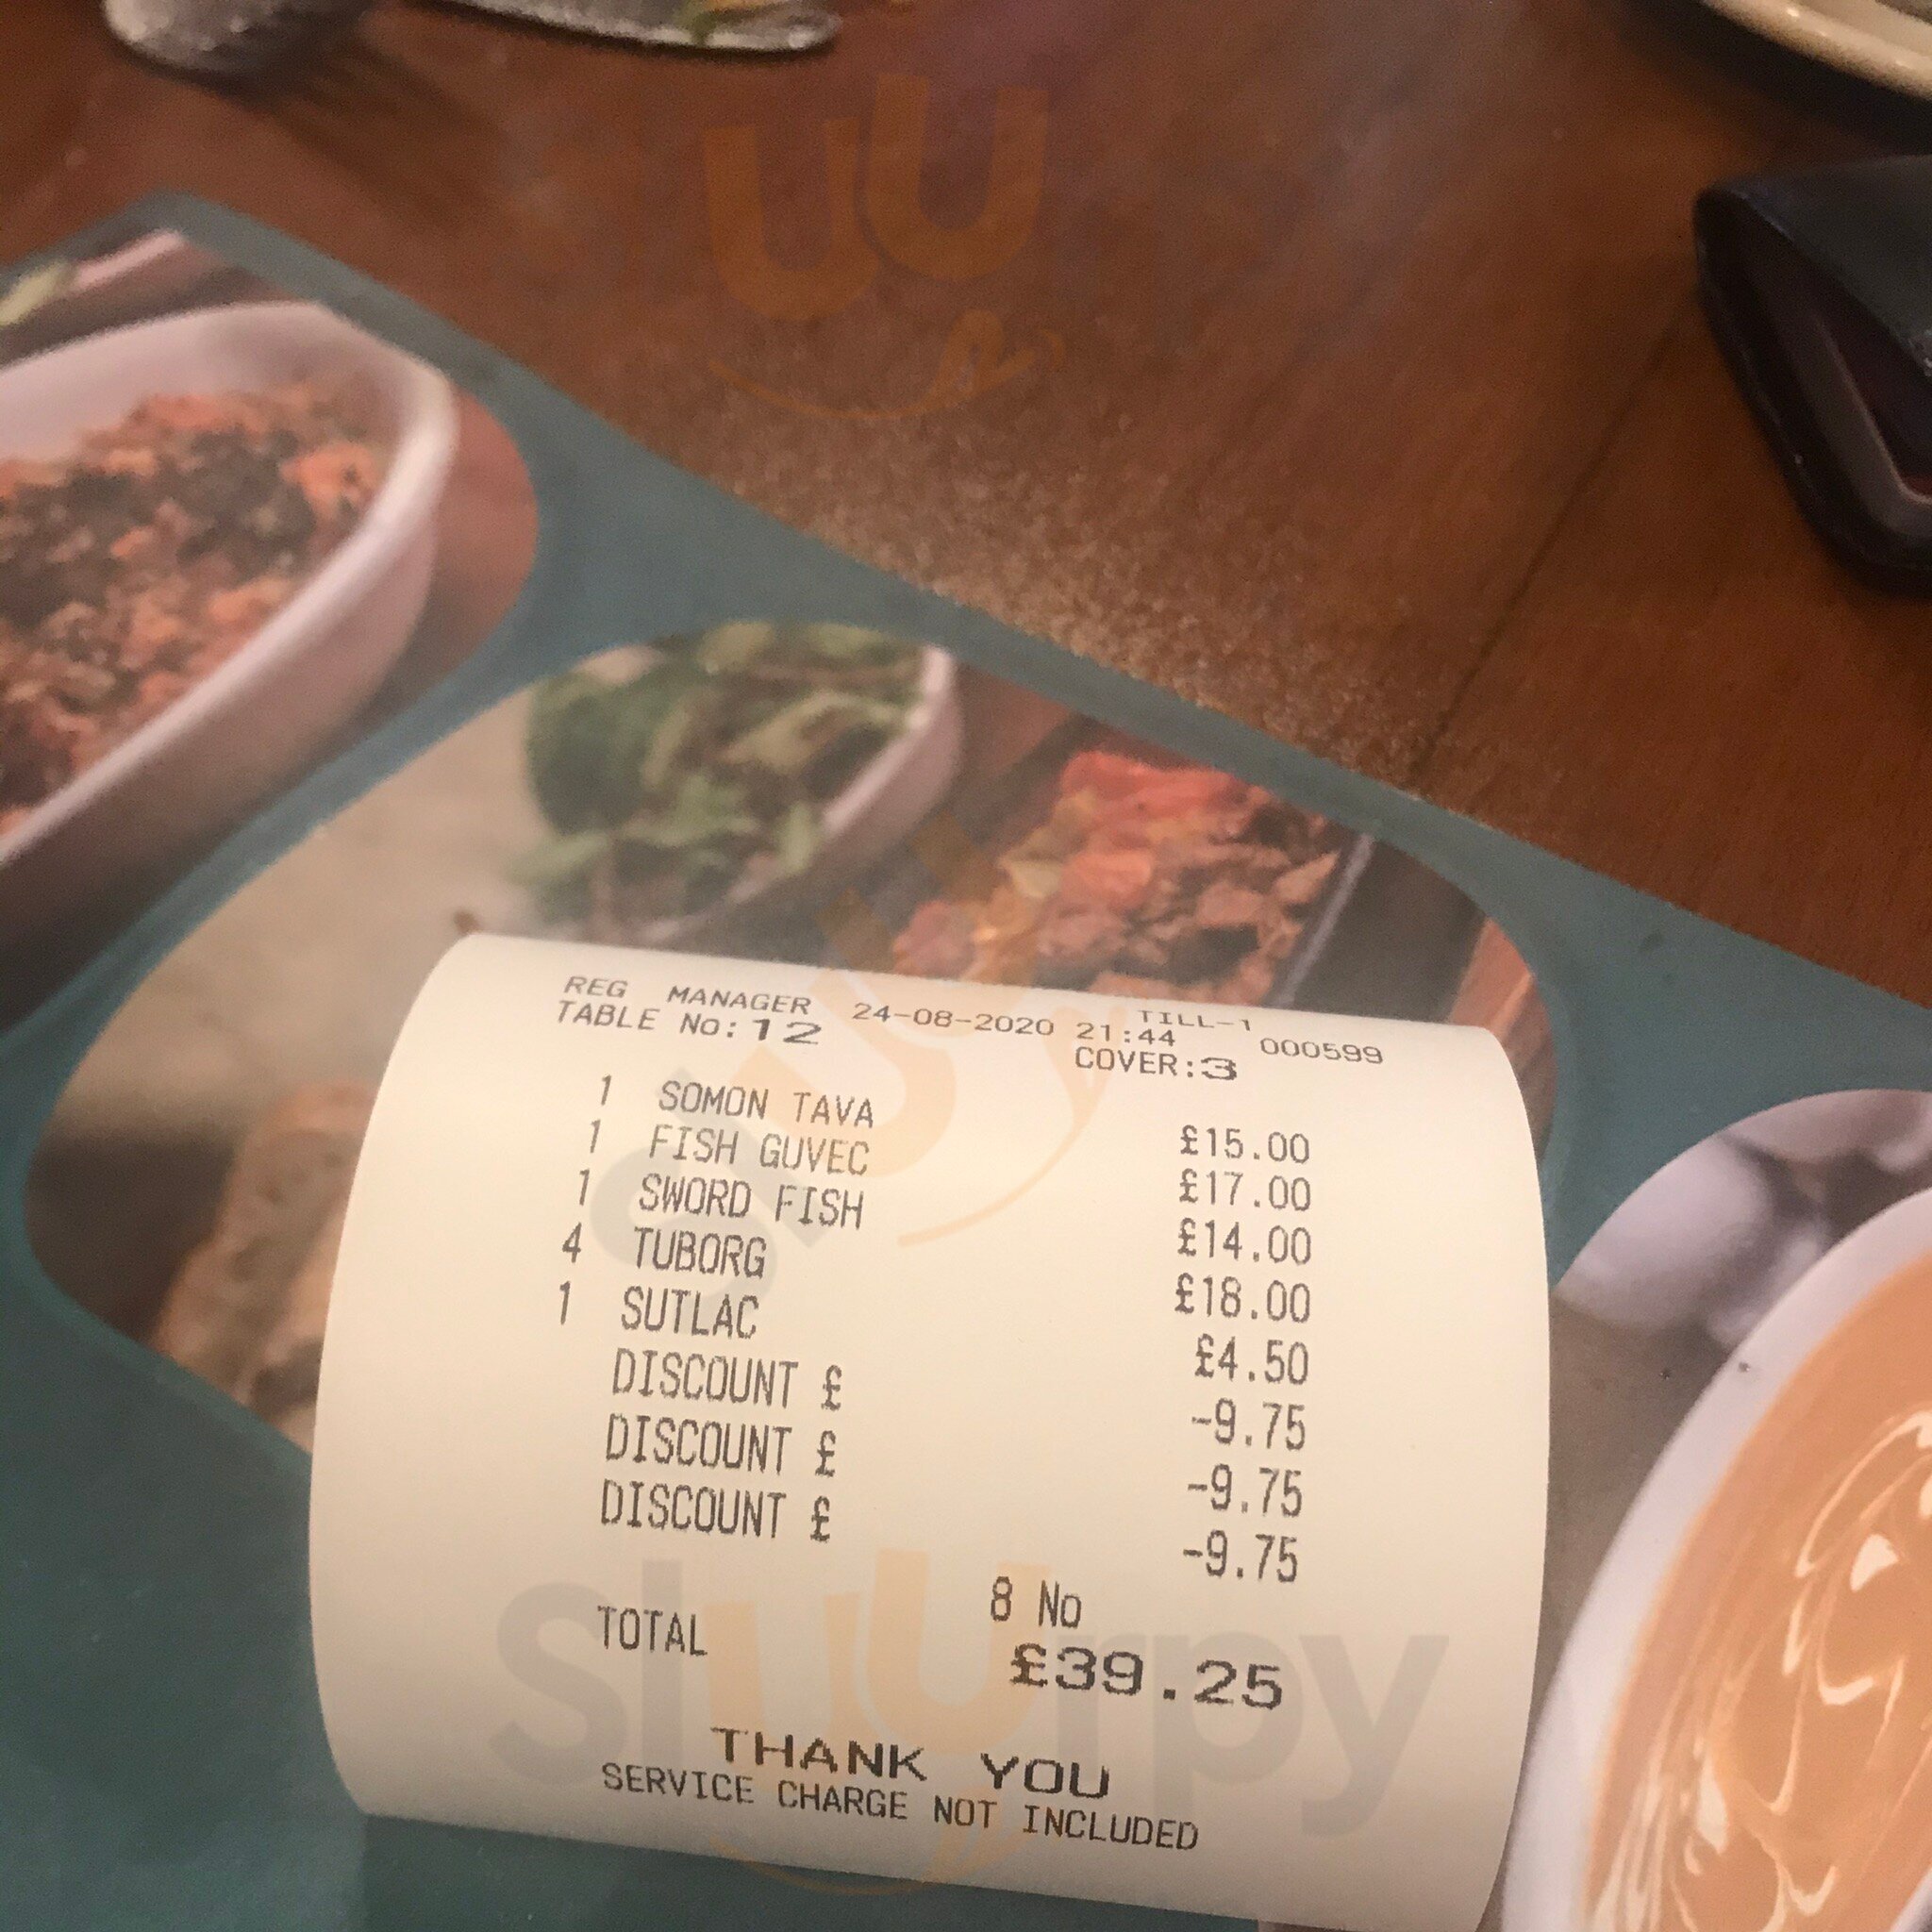 REG MANAGER 24-08-2020 21:44 TILL-1 000599
TABLE No:12 COVER:3
1 SOMON TAVA £15.00
1 FISH GUVEC £17.00
1 SWORD FISH £14.00
4 TUBORG £18.00
1 SUTLAC £4.50
DISCOUNT £ -9.75
DISCOUNT £ -9.75
DISCOUNT £ -9.75
8 No
TOTAL £39.25
THANK YOU
SERVICE CHARGE NOT INCLUDED
sluurpy